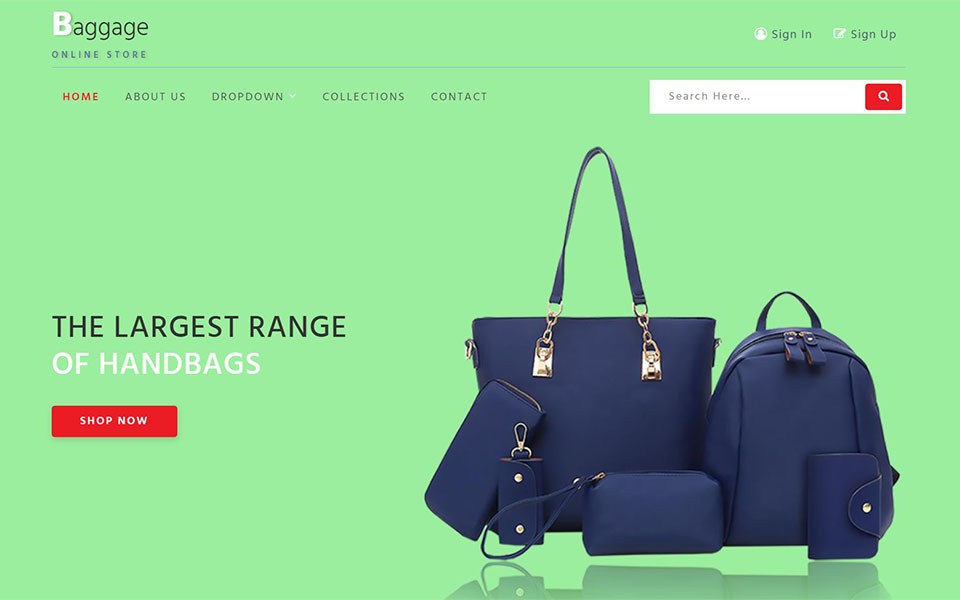 Baggage
ONLINE STORE
Sign In
Sign Up
HOME
ABOUT US
DROPDOWN
COLLECTIONS
CONTACT
Search Here...
THE LARGEST RANGE
OF HANDBAGS
SHOP NOW